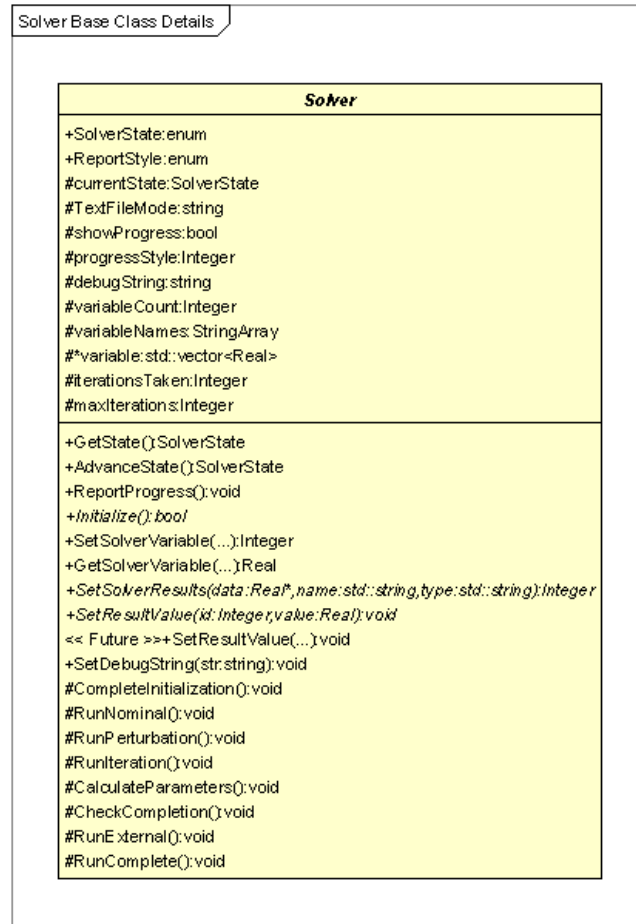 Solver Base Class Details
Solver
+SolverState:enum
+ReportStyle:enum
#currentState:SolverState
#TextFileMode:string
#showProgress:bool
#progressStyle:Integer
#debugString:string
#variableCount:Integer
#variableNames:StringArray
#*variable:std::vector<Real>
#iterationsTaken:Integer
#maxIterations:Integer
+GetState():SolverState
+AdvanceState():SolverState
+ReportProgress():void
+Initialize():bool
+SetSolverVariable(...):Integer
+GetSolverVariable(...):Real
+SetSolverResults(data:Real*,name:std::string,type:std::string):Integer
+SetResultValue(id:Integer,value:Real):void
<< Future >>+SetResultValue(...):void
+SetDebugString(str:string):void
#CompleteInitialization():void
#RunNominal():void
#RunPerturbation():void
#RunIteration():void
#CalculateParameters():void
#CheckCompletion():void
#RunExternal():void
#RunComplete():void